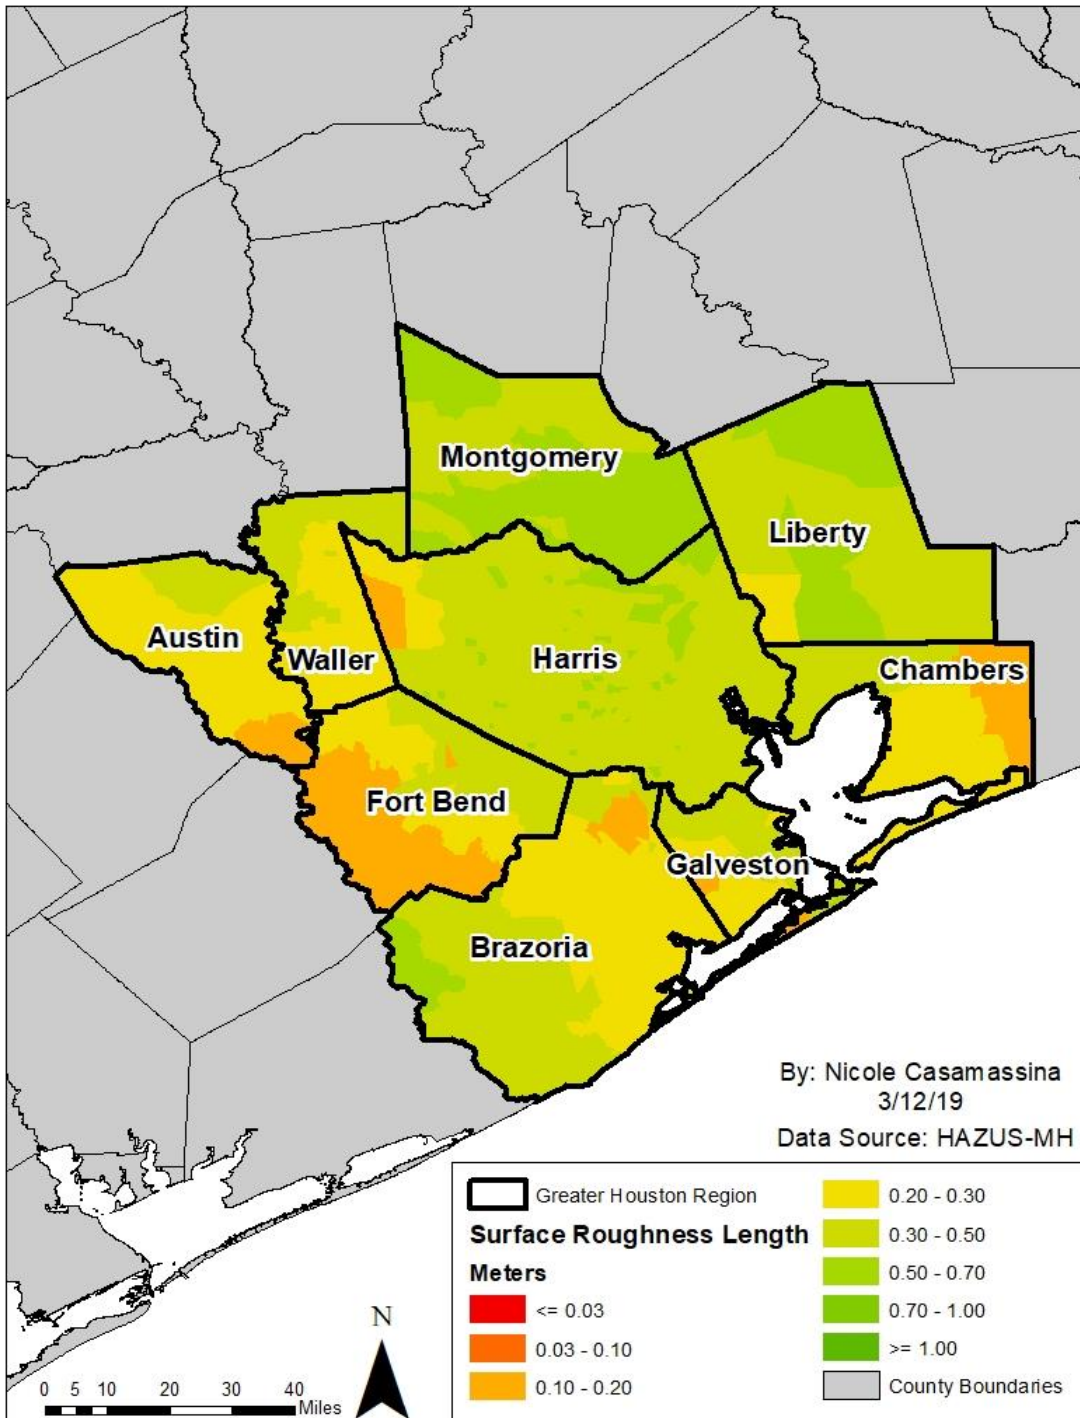 Montgomery
Liberty
Austin
Waller
Harris
Chambers
Fort Bend
Galveston
Brazoria
By: Nicole Casamassina
3/12/19
Data Source: HAZUS-MH
Greater Houston Region
Surface Roughness Length
Meters
<= 0.03
0.03 - 0.10
0.10 - 0.20
0.20 - 0.30
0.30 - 0.50
0.50 - 0.70
0.70 - 1.00
>= 1.00
County Boundaries
N
0 5 10 20 30 40
Miles